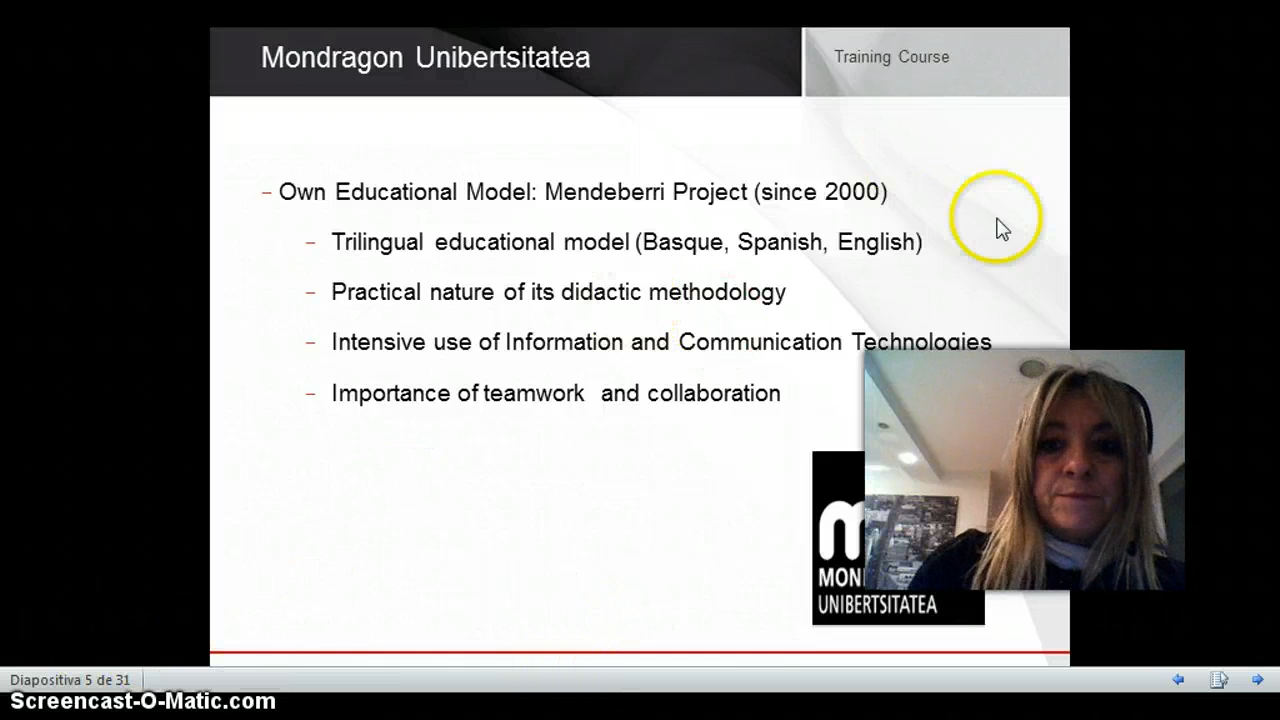 Mondragon Unibertsitatea
Training Course
– Own Educational Model: Mendeberri Project (since 2000)
– Trilingual educational model (Basque, Spanish, English)
– Practical nature of its didactic methodology
– Intensive use of Information and Communication Technologies
– Importance of teamwork and collaboration
UNIBERTSITATEA
Diapositiva 5 de 31
Screencast-O-Matic.com